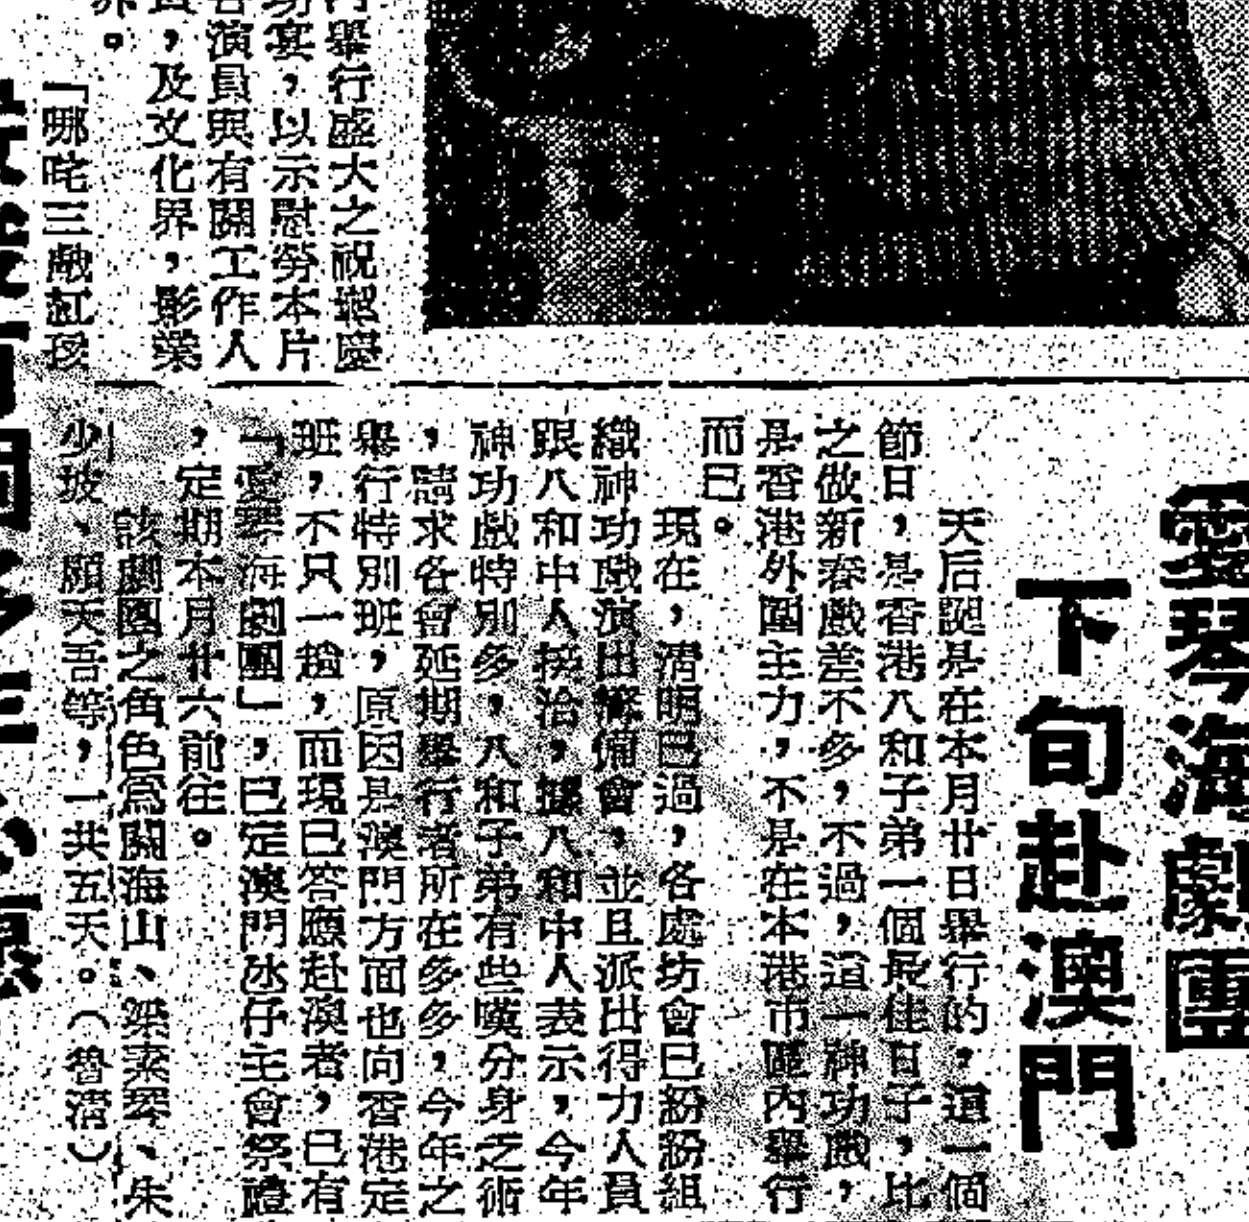 愛琴海劇團
下旬赴澳門
天后誕是在本月廿日舉行的,這一個
節日,是香港八和子弟一個最佳日子,比
之做新春戲差不多,不過,這一神功戲,
是香港外圍主力,不是在本港市區內舉行
而已。
現在,清明已過,各處坊會已紛紛組
織神功戲演出籌備會,並且派出得力人員
跟八和中人接洽,據八和中人表示,今年
神功戲特別多,八和子弟有些嘆分身乏術
,請求各會延期舉行者所在多多,今年之
舉行特別班,原因是澳門方面也向香港定
班,不只一趟,而現已答應赴澳者,已有
「愛琴海劇團」,已定澳門氹仔主會祭禮
,定期本月廿六前往。
該劇團之角色為關海山、梁素琴、朱
少坡、願天吾等,一共五天。(魯清)
舉行盛大之祝捷慶
功宴,以示慰勞本片
演員與有關工作人
,及文化界,影業
界。
「哪咤三戲紅孩